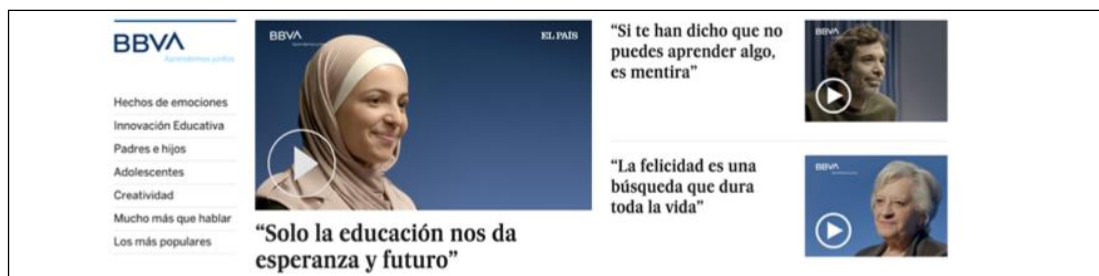 BBVA
Aprendemos juntos
Hechos de emociones
Innovación Educativa
Padres e hijos
Adolescentes
Creatividad
Mucho más que hablar
Los más populares
BBVA
Aprendemos juntos
EL PAÍS
“Solo la educación nos da
esperanza y futuro”
“Si te han dicho que no
puedes aprender algo,
es mentira”
BBVA
“La felicidad es una
búsqueda que dura
toda la vida”
BBVA